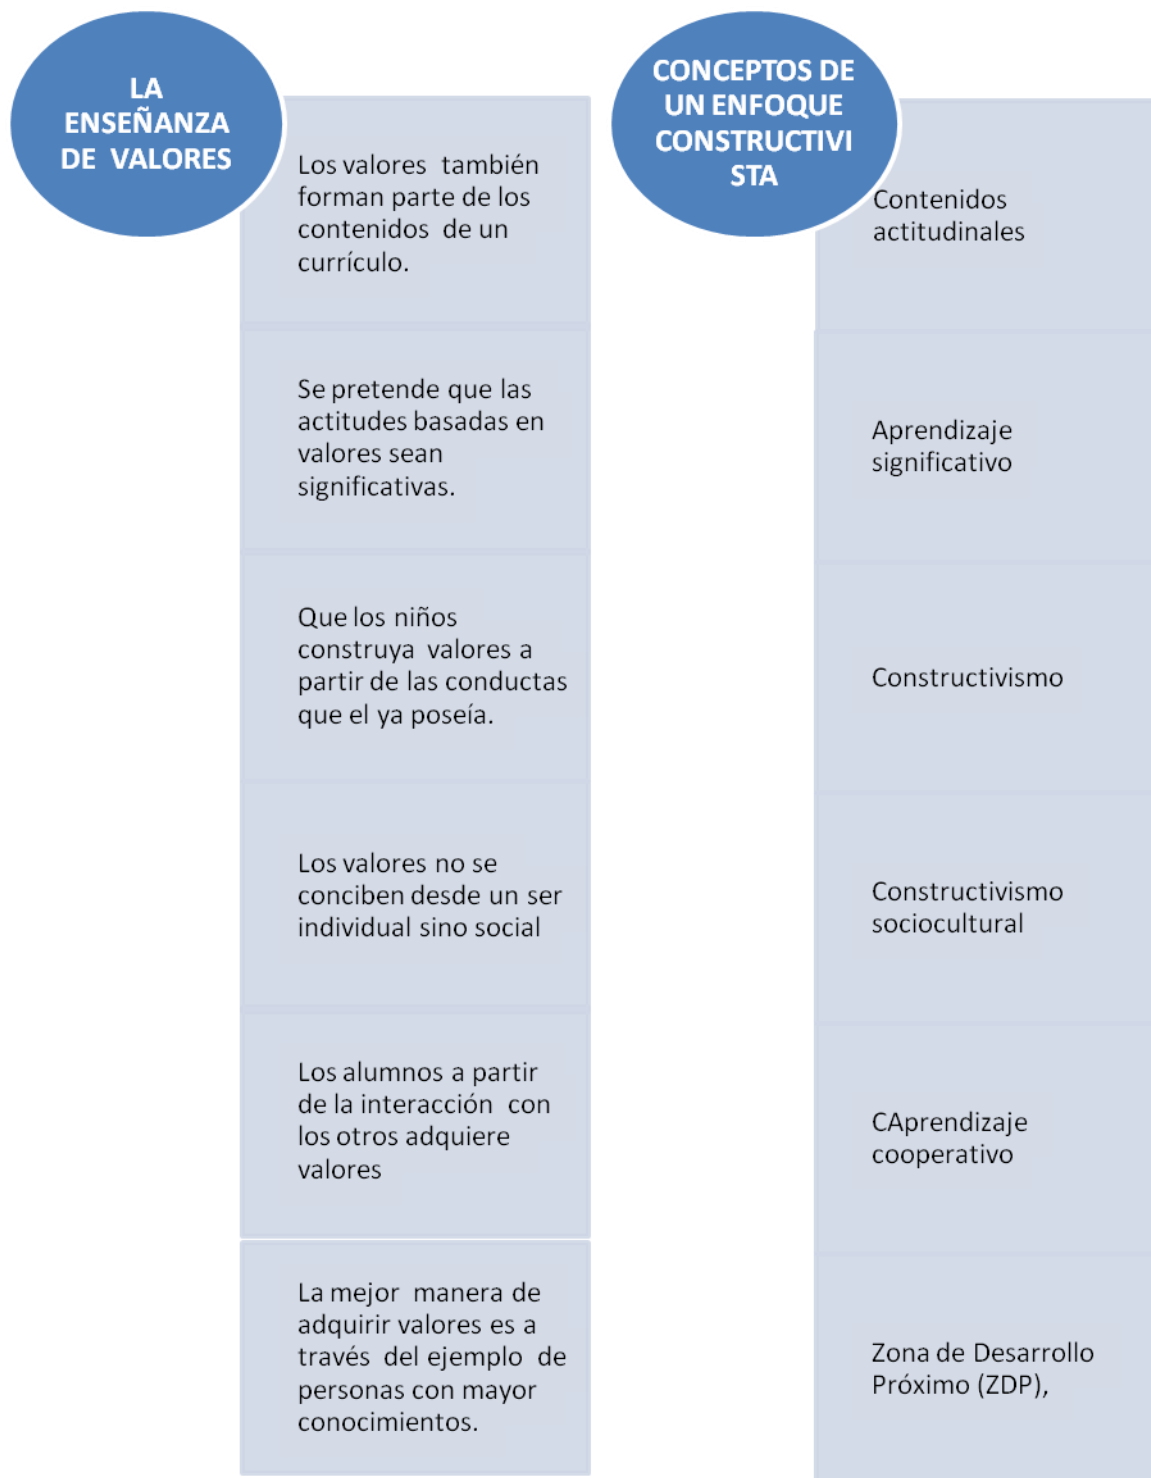 LA
ENSEÑANZA
DE VALORES
Los valores también
forman parte de los
contenidos de un
currículo.
Se pretende que las
actitudes basadas en
valores sean
significativas.
Que los niños
construya valores a
partir de las conductas
que el ya poseía.
Los valores no se
conciben desde un ser
individual sino social
Los alumnos a partir
de la interacción con
los otros adquiere
valores
La mejor manera de
adquirir valores es a
través del ejemplo de
personas con mayor
conocimientos.
CONCEPTOS DE
UN ENFOQUE
CONSTRUCTIVI
STA
Contenidos
actitudinales
Aprendizaje
significativo
Constructivismo
Constructivismo
sociocultural
CAprendizaje
cooperativo
Zona de Desarrollo
Próximo (ZDP),